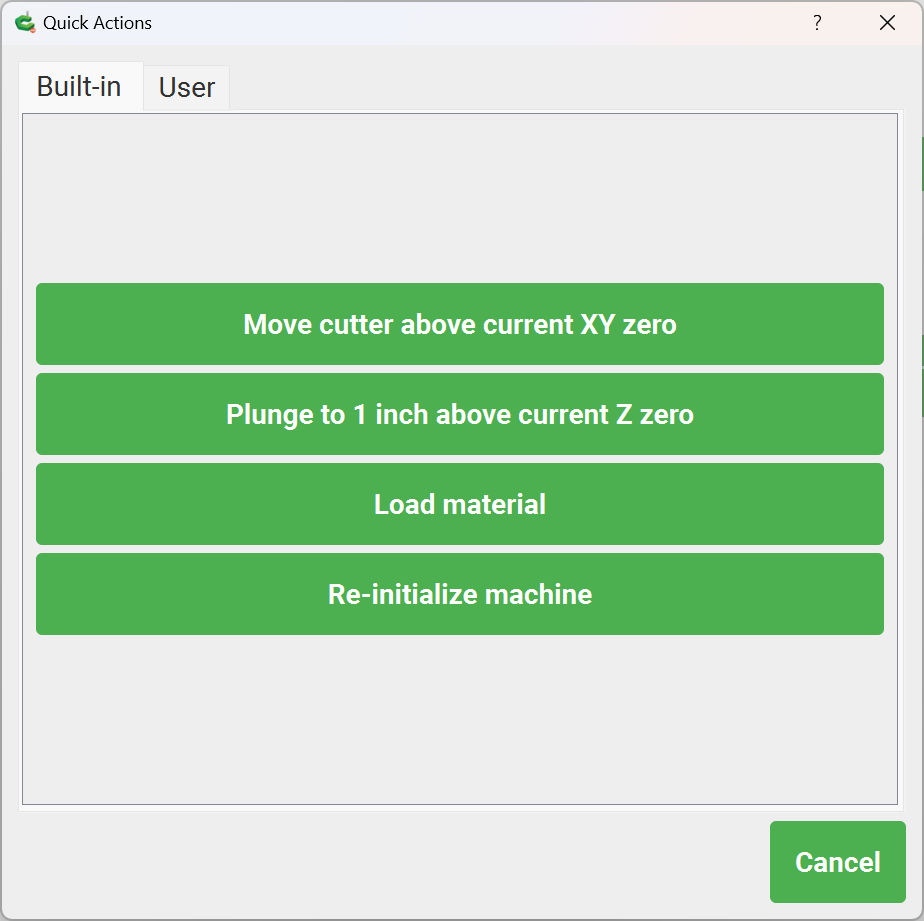 Quick Actions
?
Built-in
User
Move cutter above current XY zero
Plunge to 1 inch above current Z zero
Load material
Re-initialize machine
Cancel